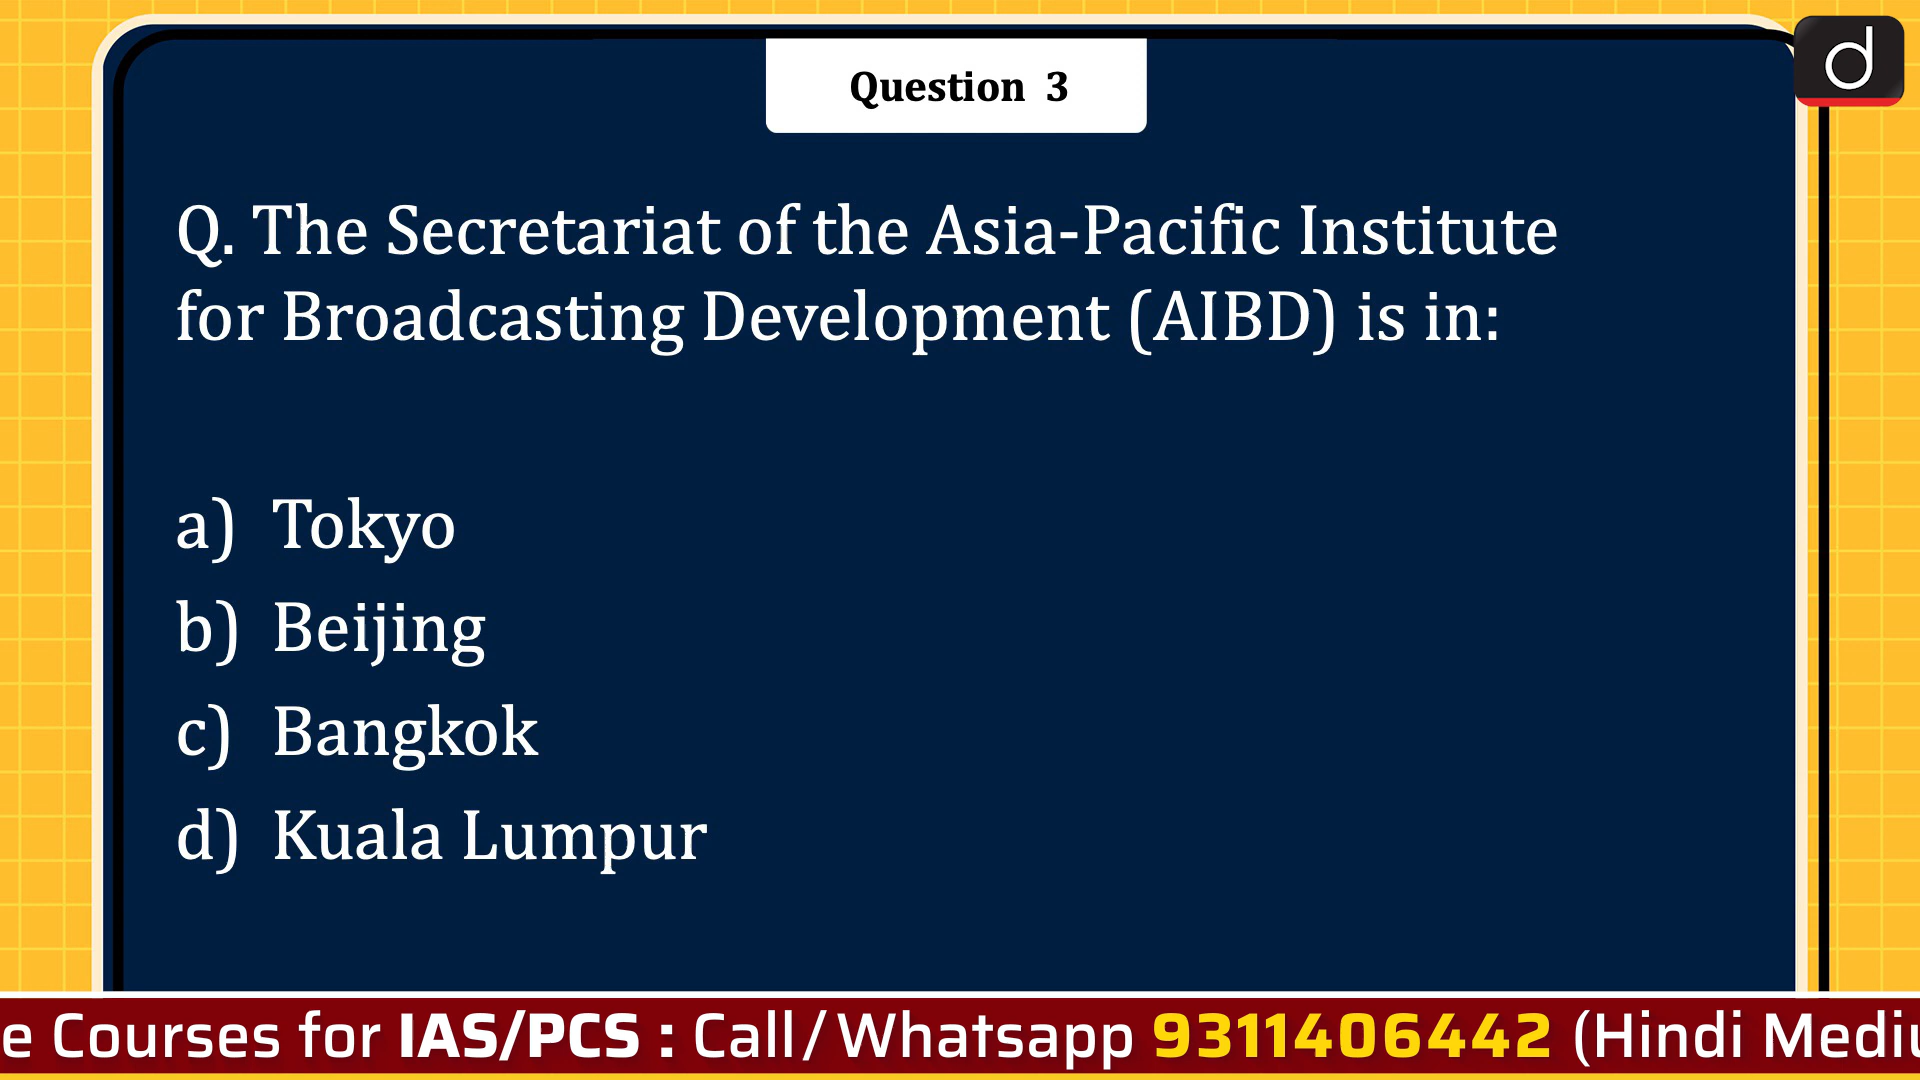 d
Question 3
Q. The Secretariat of the Asia-Pacific Institute
for Broadcasting Development (AIBD) is in:
a) Tokyo
b) Beijing
c) Bangkok
d) Kuala Lumpur
e Courses for IAS/PCS : Call/Whatsapp 9311406442 (Hindi Mediu